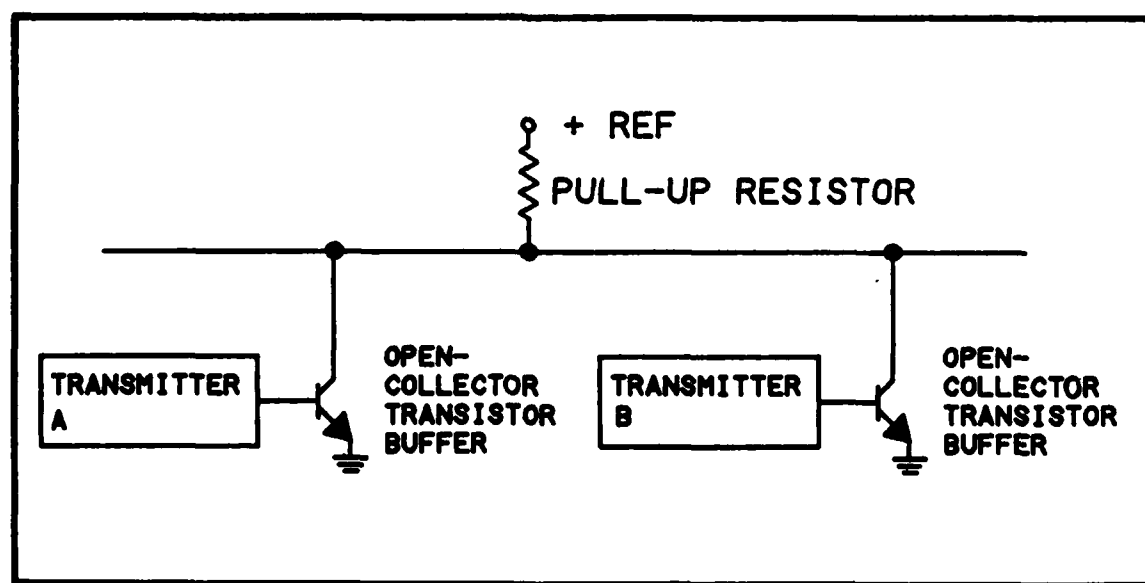 + REF
PULL-UP RESISTOR
TRANSMITTER
A
OPEN-
COLLECTOR
TRANSISTOR
BUFFER
TRANSMITTER
B
OPEN-
COLLECTOR
TRANSISTOR
BUFFER